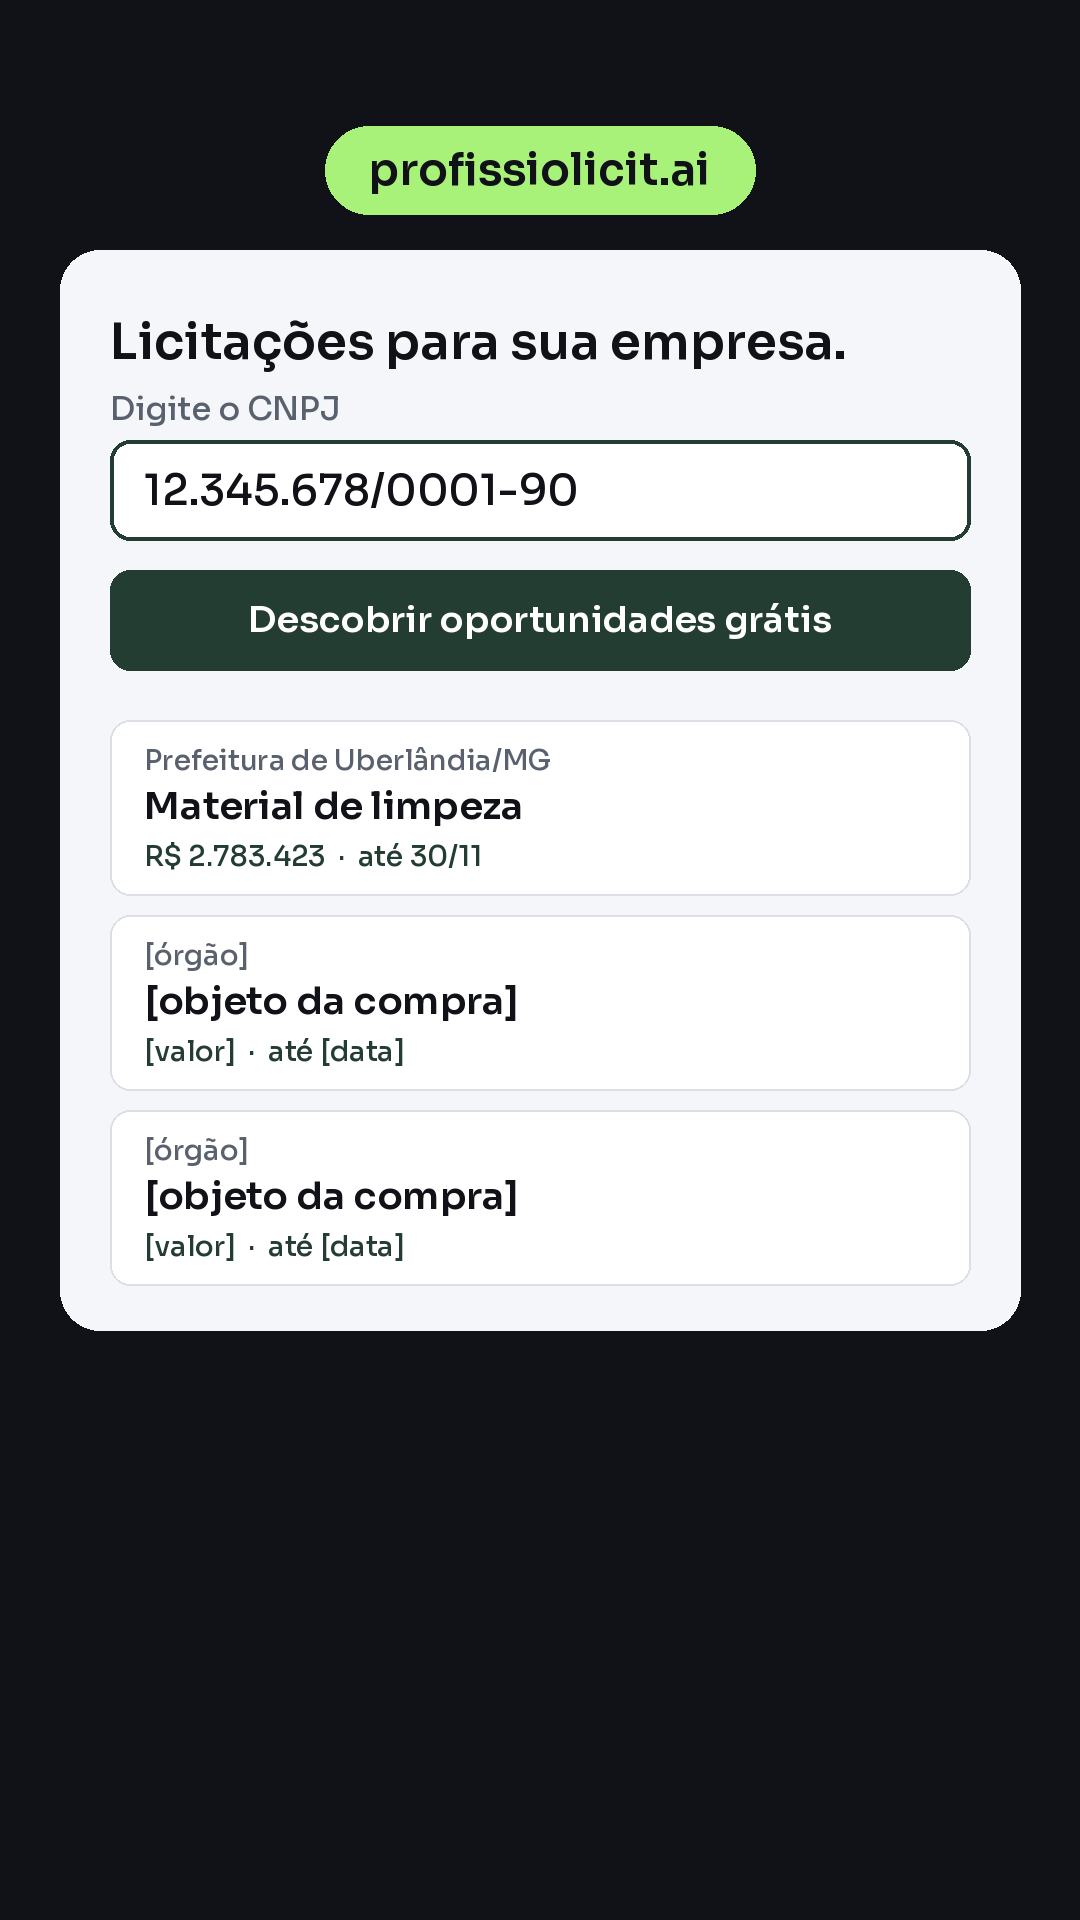 profissiolicit.ai
Licitações para sua empresa.
Digite o CNPJ
12.345.678/0001-90
Descobrir oportunidades grátis
Prefeitura de Uberlândia/MG
Material de limpeza
R$ 2.783.423 · até 30/11
[órgão]
[objeto da compra]
[valor] · até [data]
[órgão]
[objeto da compra]
[valor] · até [data]